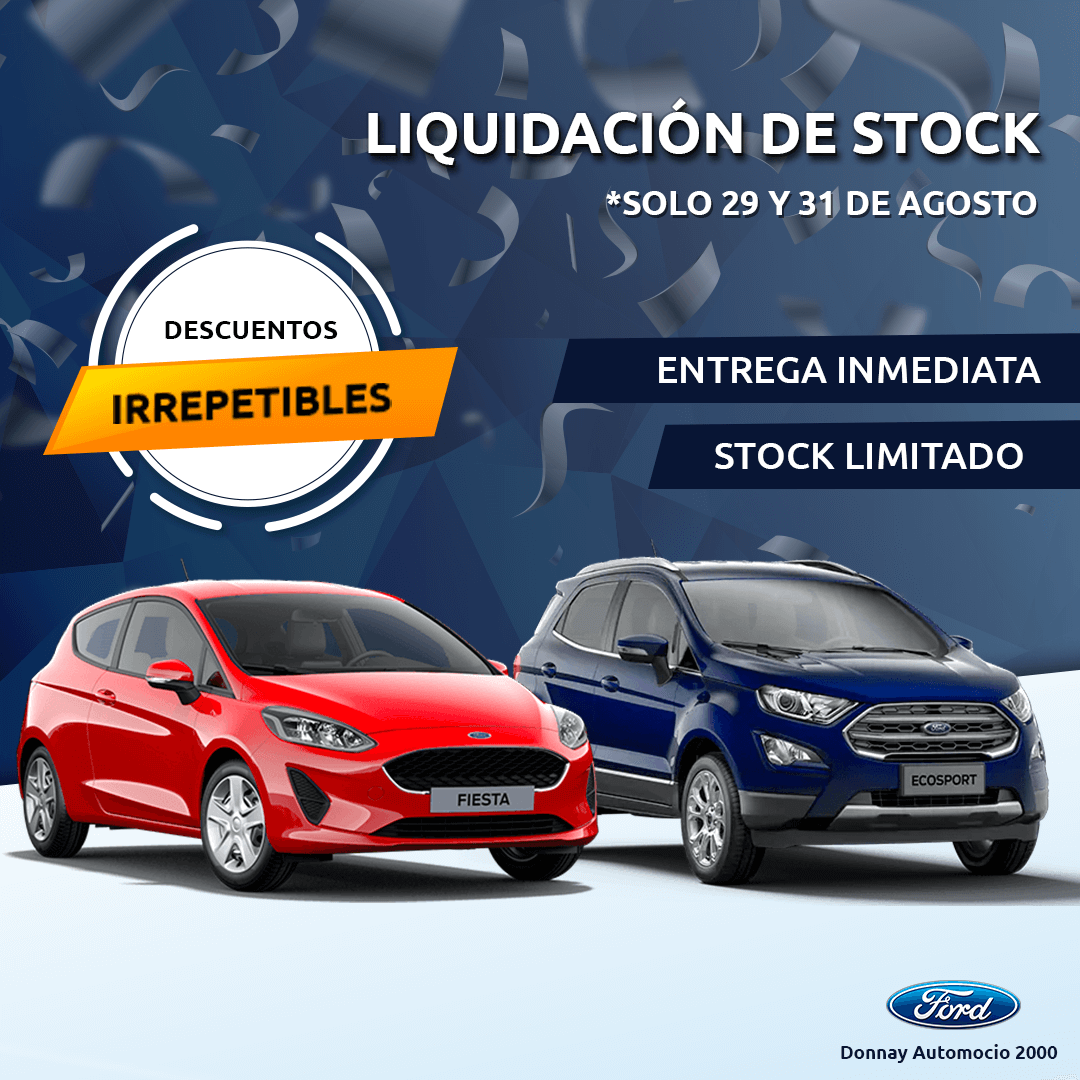 LIQUIDACIÓN DE STOCK
*SOLO 29 Y 31 DE AGOSTO
DESCUENTOS
IRREPETIBLES
ENTREGA INMEDIATA
STOCK LIMITADO
FIESTA
ECOSPORT
Ford
Donnay Automocio 2000